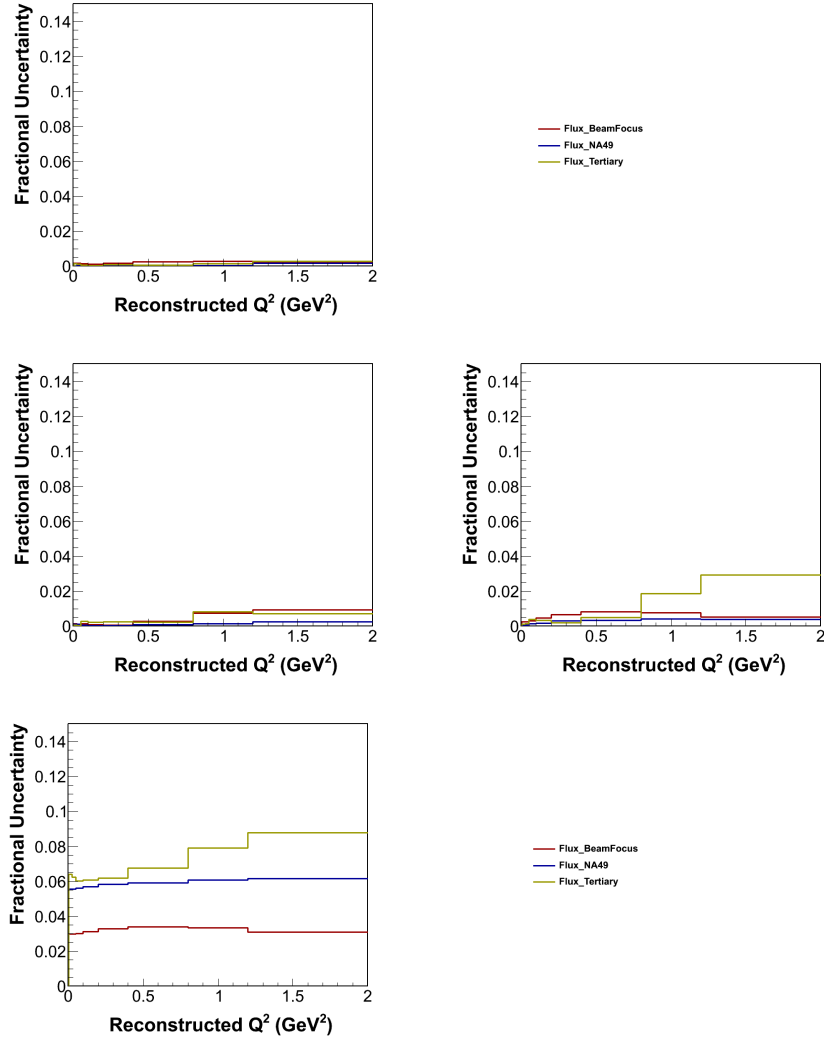 Fractional Uncertainty
0.14
0.12
0.1
0.08
0.06
0.04
0.02
0
0 0.5 1 1.5 2
Reconstructed Q² (GeV²)
Flux_BeamFocus
Flux_NA49
Flux_Tertiary
Fractional Uncertainty
0.14
0.12
0.1
0.08
0.06
0.04
0.02
0
0 0.5 1 1.5 2
Reconstructed Q² (GeV²)
Fractional Uncertainty
0.14
0.12
0.1
0.08
0.06
0.04
0.02
0
0 0.5 1 1.5 2
Reconstructed Q² (GeV²)
Fractional Uncertainty
0.14
0.12
0.1
0.08
0.06
0.04
0.02
0
0 0.5 1 1.5 2
Reconstructed Q² (GeV²)
Flux_BeamFocus
Flux_NA49
Flux_Tertiary